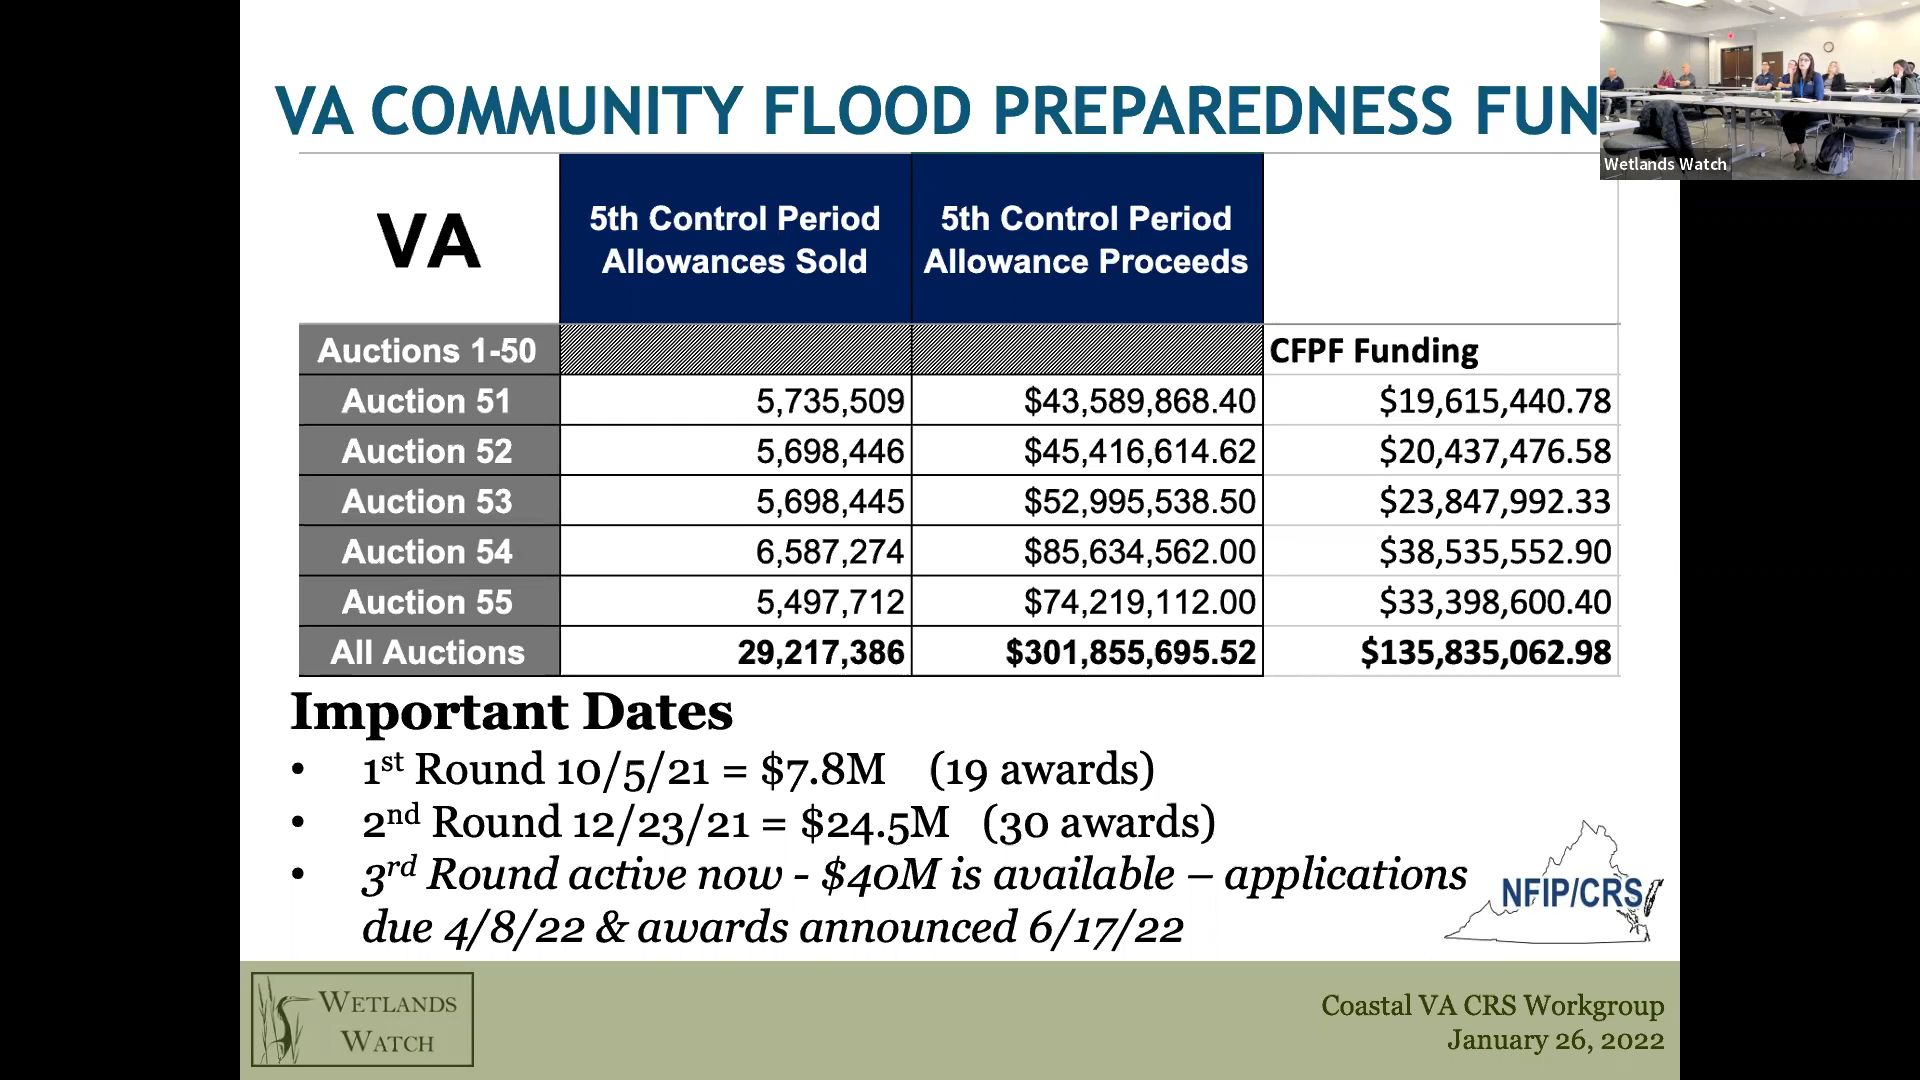 VA COMMUNITY FLOOD PREPAREDNESS FUN
Wetlands Watch
VA
5th Control Period
Allowances Sold
5th Control Period
Allowance Proceeds
Auctions 1-50 CFPF Funding
Auction 51 5,735,509 $43,589,868.40 $19,615,440.78
Auction 52 5,698,446 $45,416,614.62 $20,437,476.58
Auction 53 5,698,445 $52,995,538.50 $23,847,992.33
Auction 54 6,587,274 $85,634,562.00 $38,535,552.90
Auction 55 5,497,712 $74,219,112.00 $33,398,600.40
All Auctions 29,217,386 $301,855,695.52 $135,835,062.98
Important Dates
• 1st Round 10/5/21 = $7.8M (19 awards)
• 2nd Round 12/23/21 = $24.5M (30 awards)
• 3rd Round active now - $40M is available – applications
due 4/8/22 & awards announced 6/17/22
NFIP/CRS
WETLANDS
WATCH
Coastal VA CRS Workgroup
January 26, 2022